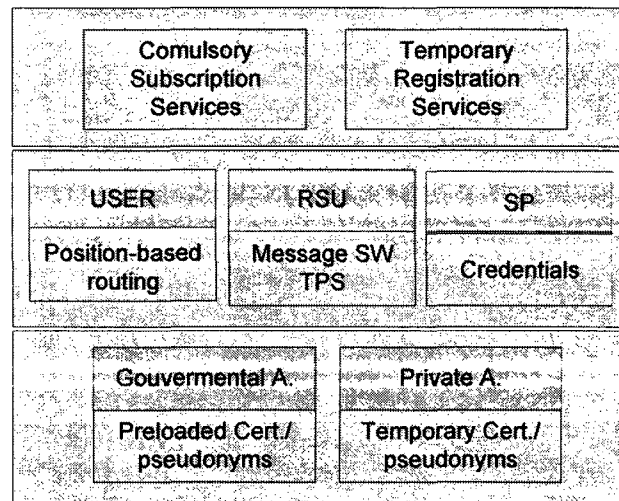 Comulsory
Subscription
Services
Temporary
Registration
Services
USER
Position-based
routing
RSU
Message SW
TPS
SP
Credentials
Gouvermental A.
Preloaded Cert./
pseudonyms
Private A.
Temporary Cert./
pseudonyms